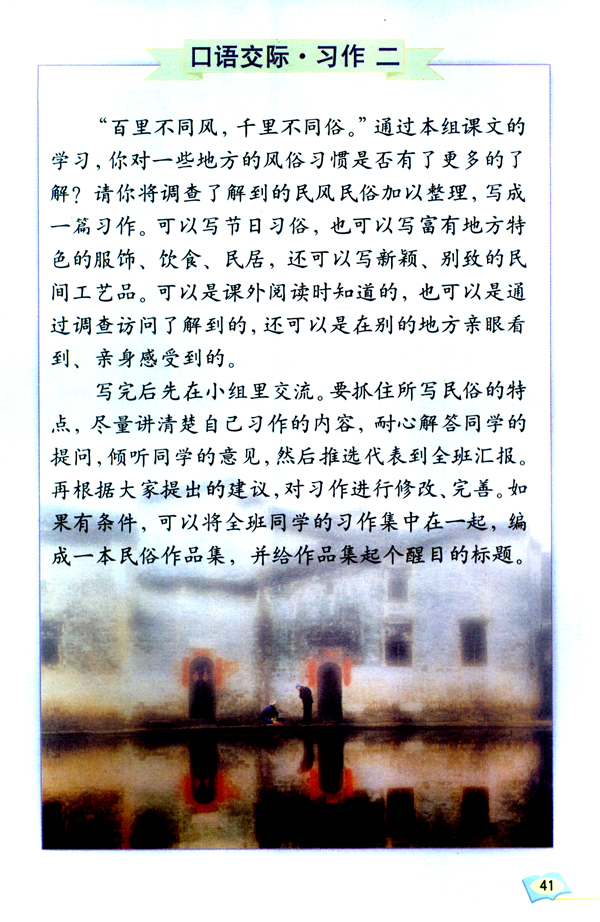 口语交际·习作 二
“百里不同风，千里不同俗。”通过本组课文的
学习，你对一些地方的风俗习惯是否有了更多的了
解？请你将调查了解到的民风民俗加以整理，写成
一篇习作。可以写节日习俗，也可以写富有地方特
色的服饰、饮食、民居，还可以写新颖、别致的民
间工艺品。可以是课外阅读时知道的，也可以是通
过调查访问了解到的，还可以是在别的地方亲眼看
到、亲身感受到的。
写完后先在小组里交流。要抓住所写民俗的特
点，尽量讲清楚自己习作的内容，耐心解答同学的
提问，倾听同学的意见，然后推选代表到全班汇报。
再根据大家提出的建议，对习作进行修改、完善。如
果有条件，可以将全班同学的习作集中在一起，编
成一本民俗作品集，并给作品集起个醒目的标题。
41